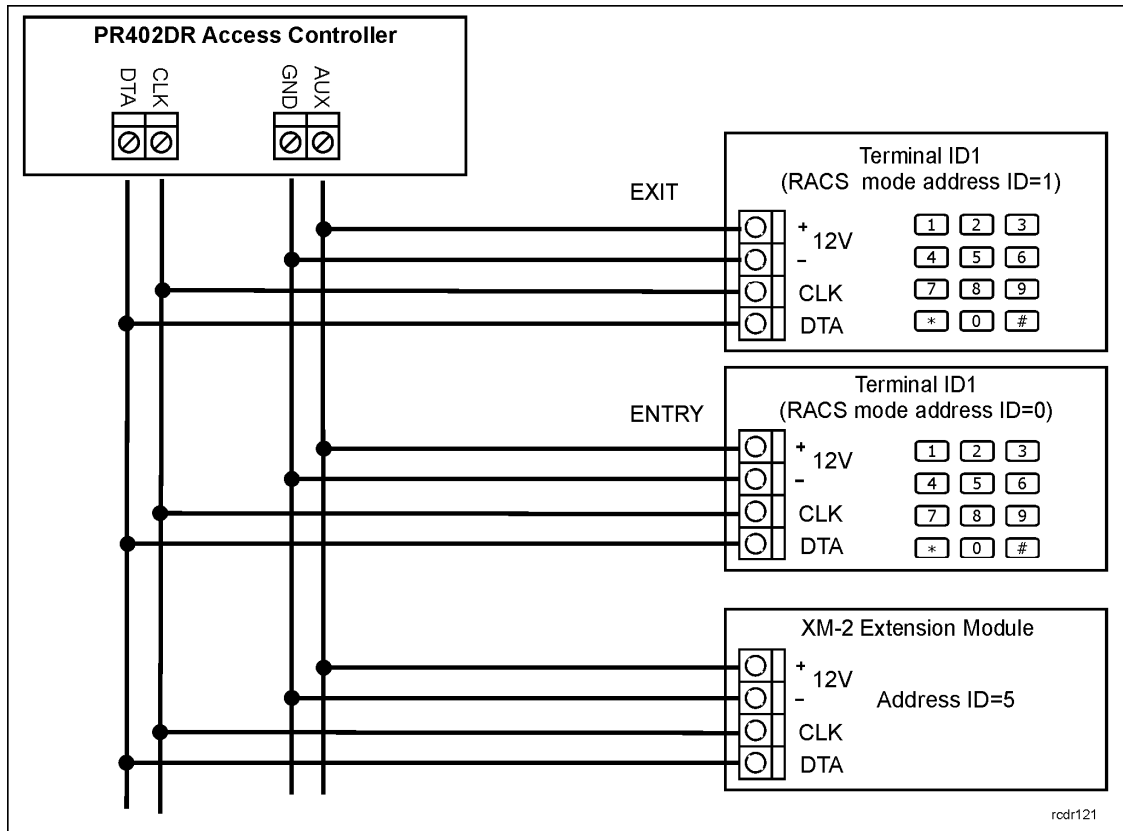 PR402DR Access Controller
DTA
CLK
GND
AUX
EXIT
Terminal ID1
(RACS mode address ID=1)
+
12V
-
CLK
DTA
1 2 3
4 5 6
7 8 9
* 0 #
ENTRY
Terminal ID1
(RACS mode address ID=0)
+
12V
-
CLK
DTA
1 2 3
4 5 6
7 8 9
* 0 #
XM-2 Extension Module
+
12V
-
Address ID=5
CLK
DTA
rcdr121